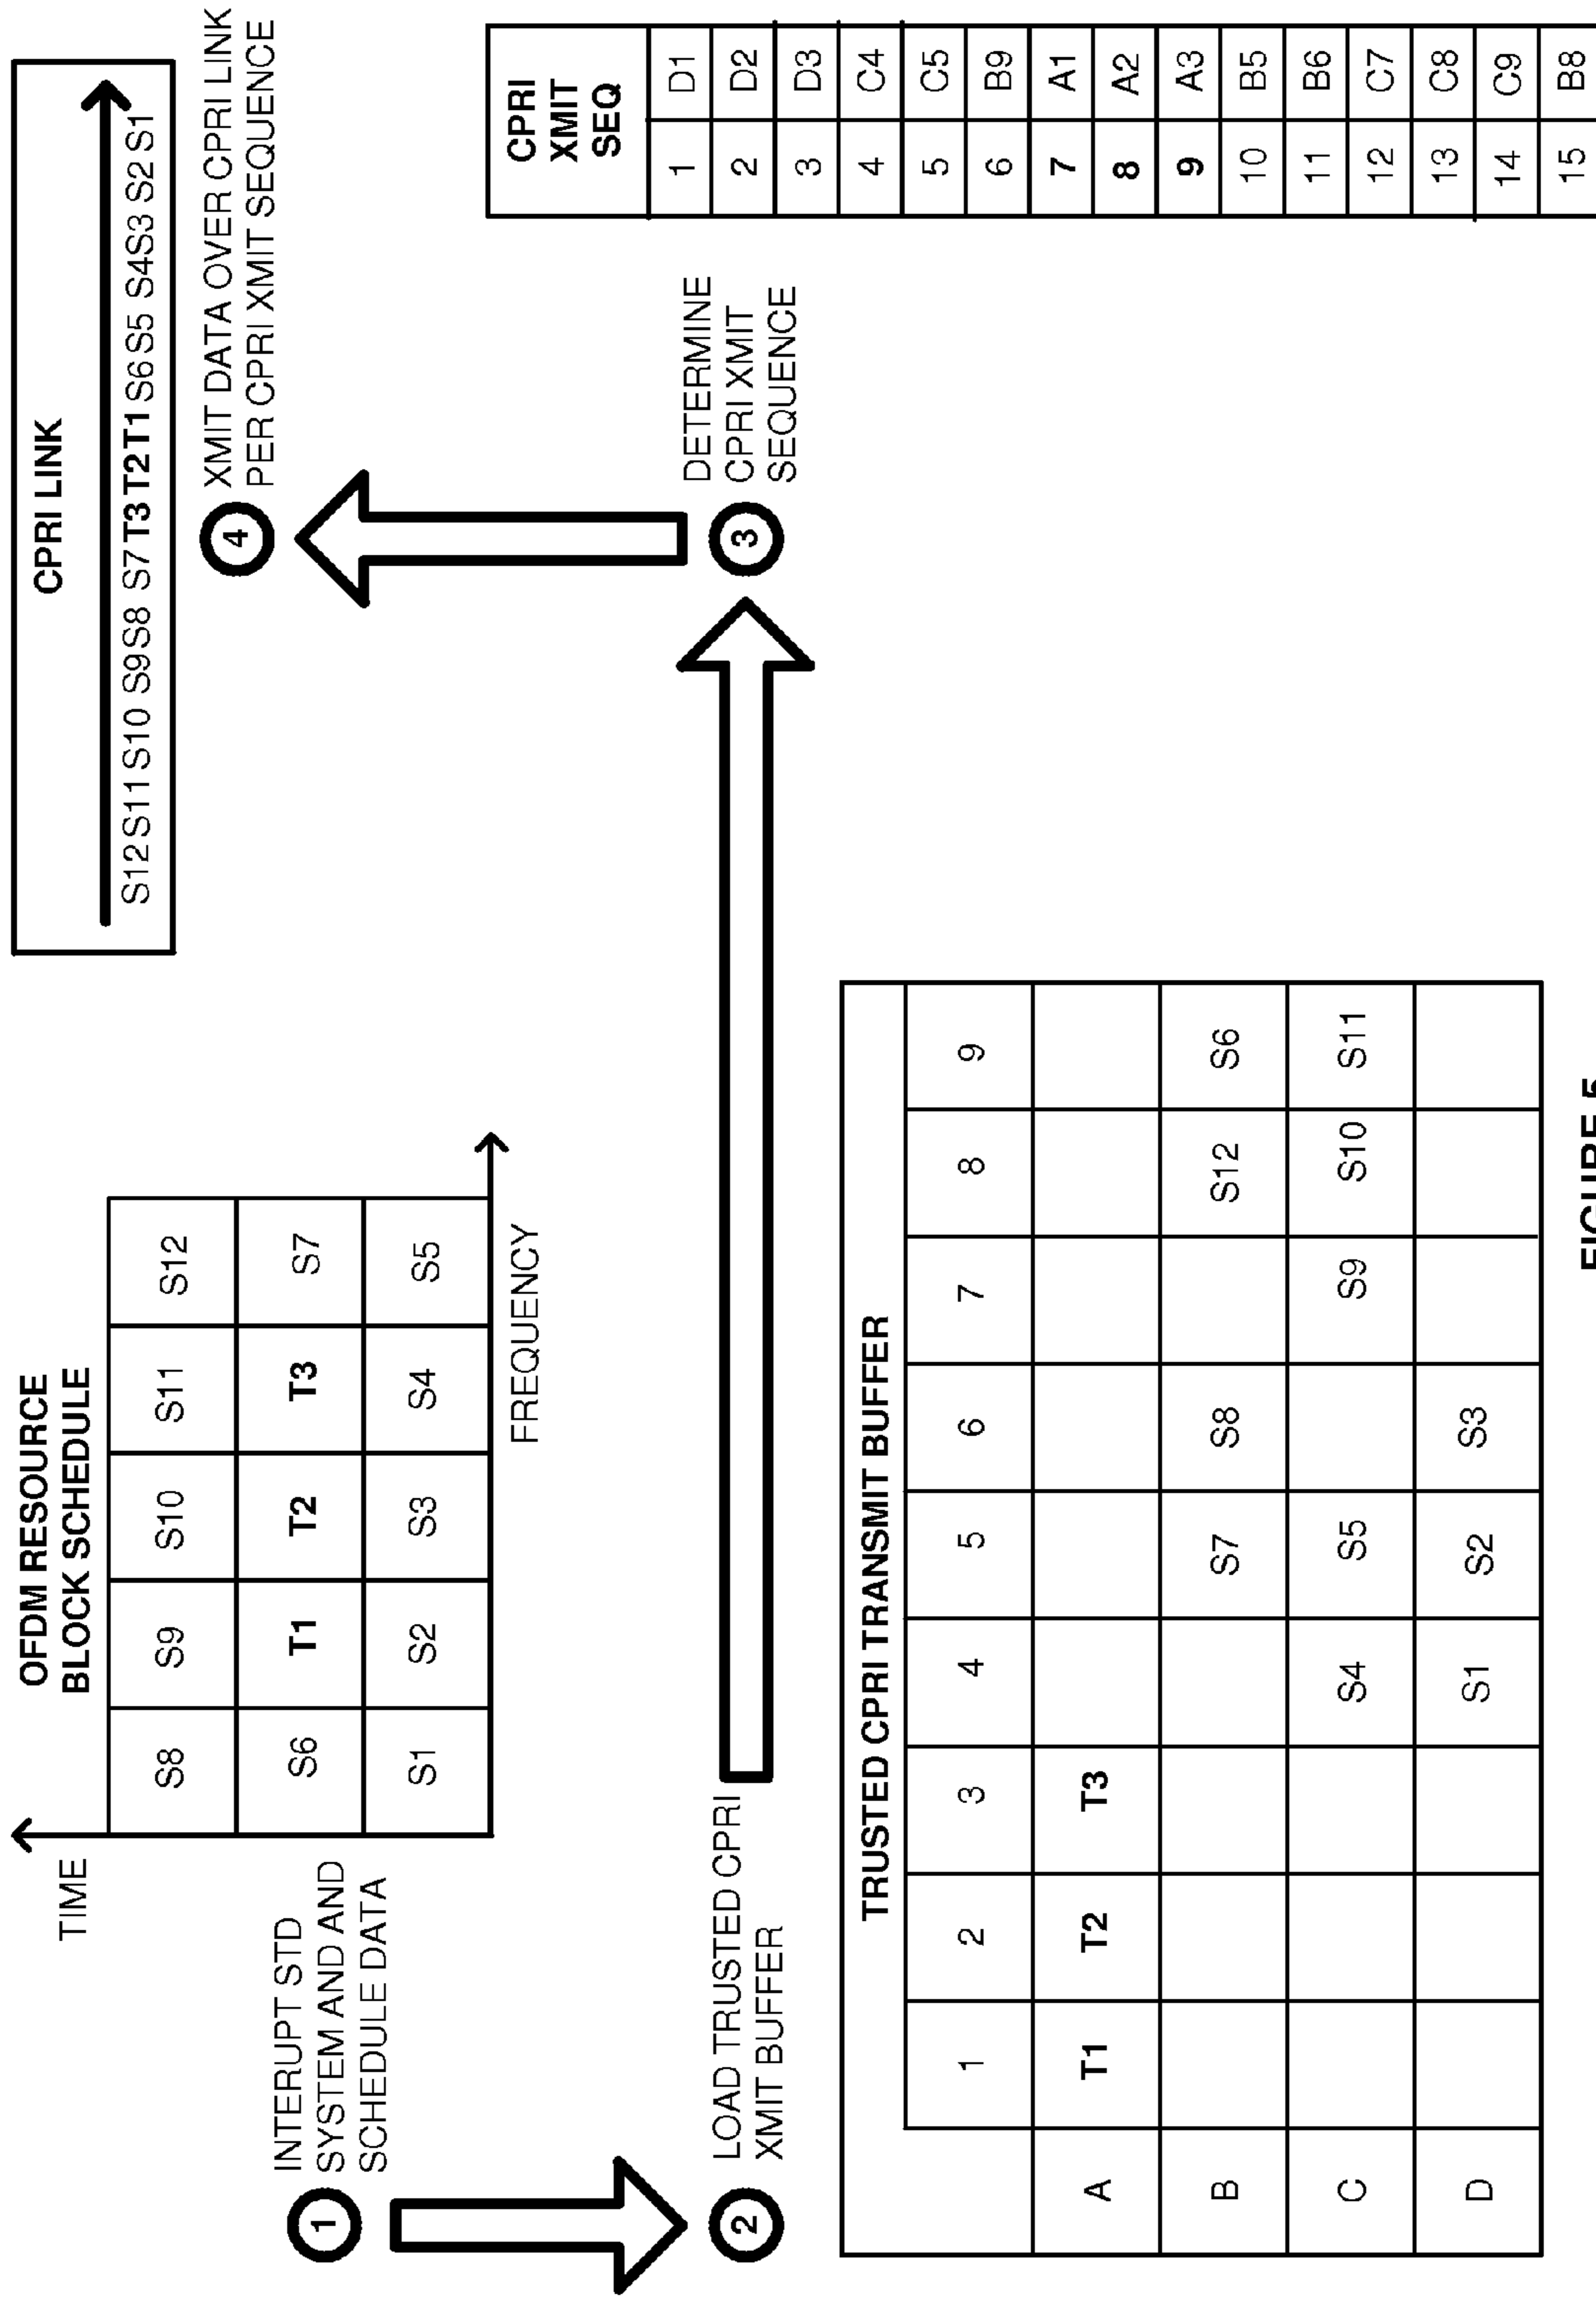 OFDM RESOURCE
BLOCK SCHEDULE
TIME
S8 S9 S10 S11 S12
S6 T1 T2 T3 S7
S1 S2 S3 S4 S5
FREQUENCY
1
INTERUPT STD
SYSTEM AND AND
SCHEDULE DATA
CPRI LINK
S12 S11 S10 S9 S8 S7 T3 T2 T1 S6 S5 S4 S3 S2 S1
4
XMIT DATA OVER CPRI LINK
PER CPRI XMIT SEQUENCE
2
LOAD TRUSTED CPRI
XMIT BUFFER
3
DETERMINE
CPRI XMIT
SEQUENCE
TRUSTED CPRI TRANSMIT BUFFER
1 2 3 4 5 6 7 8 9
A T1 T2 T3
B S7 S8 S12 S6
C S4 S5 S9 S10 S11
D S1 S2 S3
CPRI
XMIT
SEQ
1 D1
2 D2
3 D3
4 C4
5 C5
6 B9
7 A1
8 A2
9 A3
10 B5
11 B6
12 C7
13 C8
14 C9
15 B8
FIGURE 5